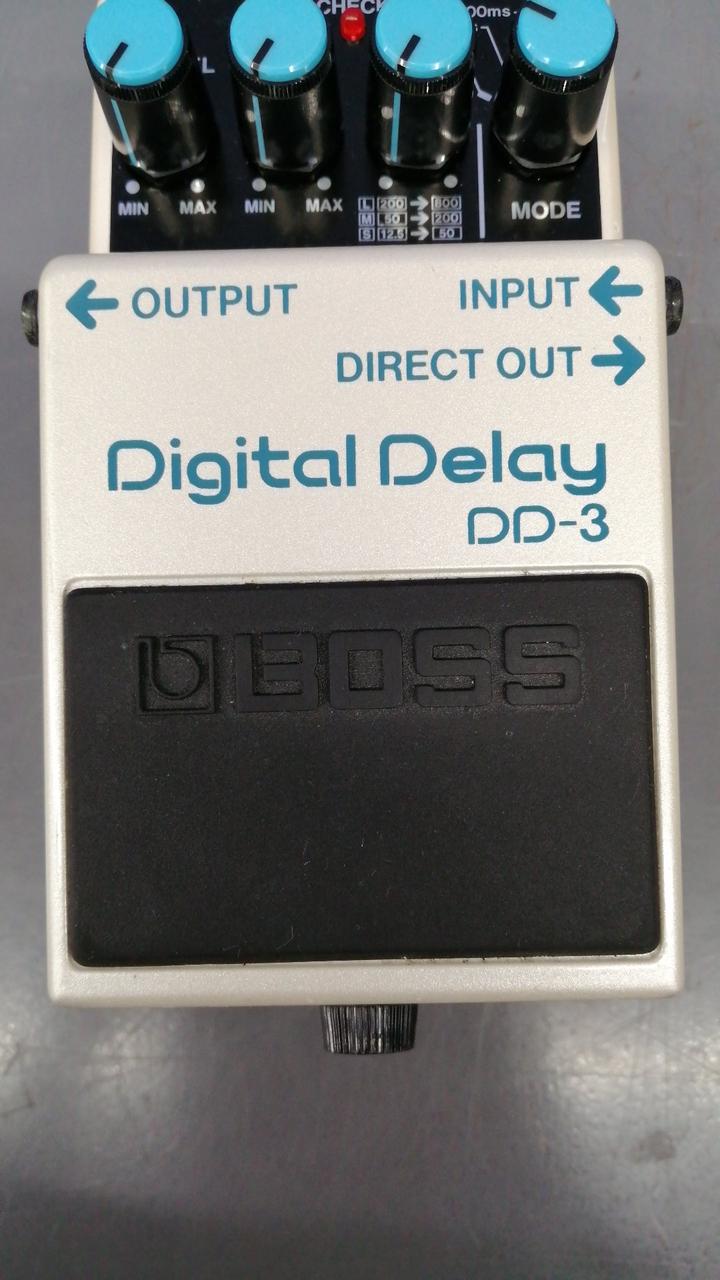 CHECK
MIN MAX MIN MAX
L 200 → 800
M 50 → 200
S 12.5 → 50
MODE
← OUTPUT INPUT ←
DIRECT OUT →
Digital Delay
DD-3
BOSS